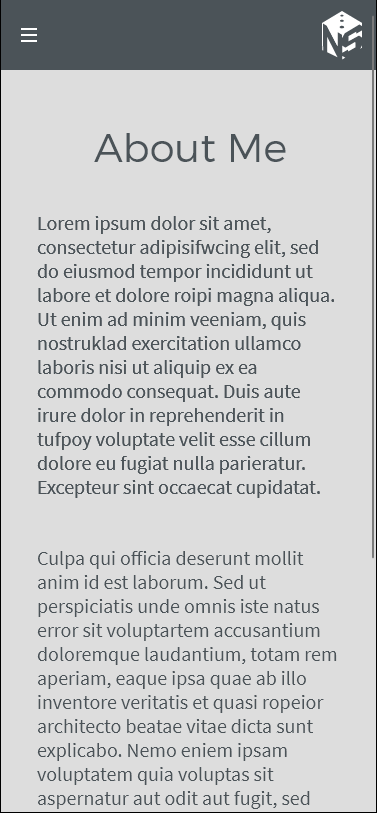 NS
About Me
Lorem ipsum dolor sit amet,
consectetur adipisifwcing elit, sed
do eiusmod tempor incididunt ut
labore et dolore roipi magna aliqua.
Ut enim ad minim veeniam, quis
nostruklad exercitation ullamco
laboris nisi ut aliquip ex ea
commodo consequat. Duis aute
irure dolor in reprehenderit in
tufpoy voluptate velit esse cillum
dolore eu fugiat nulla parieratur.
Excepteur sint occaecat cupidatat.
Culpa qui officia deserunt mollit
anim id est laborum. Sed ut
perspiciatis unde omnis iste natus
error sit voluptartem accusantium
doloremque laudantium, totam rem
aperiam, eaque ipsa quae ab illo
inventore veritatis et quasi ropeior
architecto beatae vitae dicta sunt
explicabo. Nemo eniem ipsam
voluptatem quia voluptas sit
aspernatur aut odit aut fugit, sed